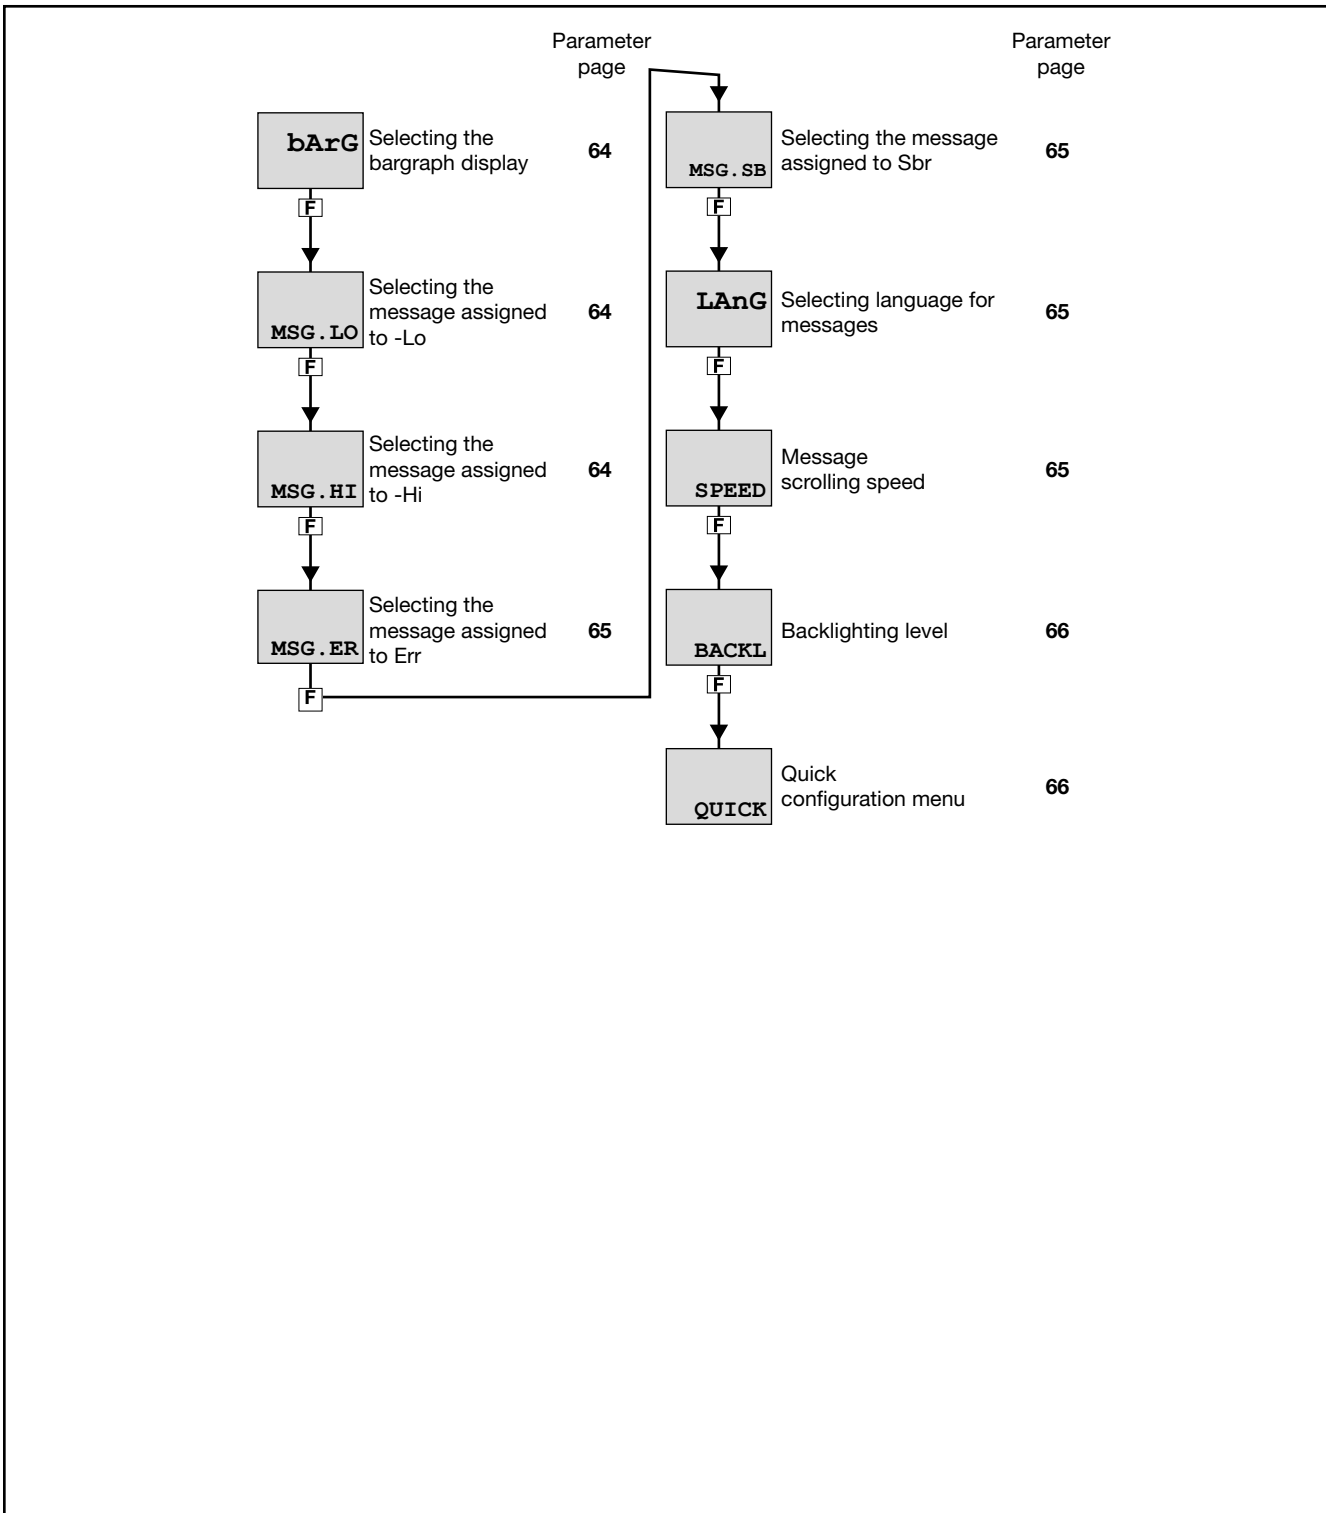 Parameter
page
bArG
Selecting the
bargraph display
64
F
MSG.LO
Selecting the
message assigned
to -Lo
64
F
MSG.HI
Selecting the
message assigned
to -Hi
64
F
MSG.ER
Selecting the
message assigned
to Err
65
F
Parameter
page
MSG.SB
Selecting the message
assigned to Sbr
65
F
LAnG
Selecting language for
messages
65
F
SPEED
Message
scrolling speed
65
F
BACKL
Backlighting level
66
F
QUICK
Quick
configuration menu
66